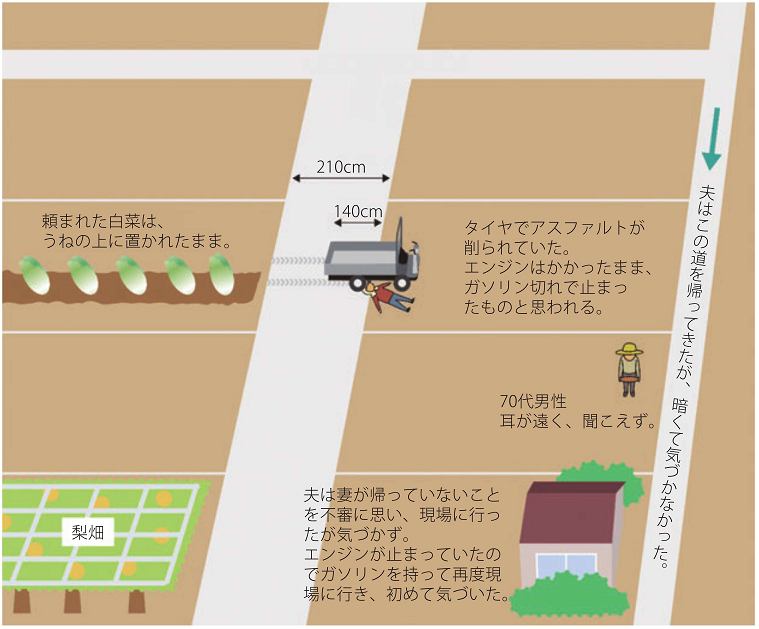 210cm
140cm
頼まれた白菜は、
うねの上に置かれたまま。
タイヤでアスファルトが
削られていた。
エンジンはかかったまま、
ガソリン切れで止まっ
たものと思われる。
夫はこの道を帰ってきたが、暗くて気づかなかった。
70代男性
耳が遠く、聞こえず。
夫は妻が帰っていないこと
を不審に思い、現場に行っ
たが気づかず。
エンジンが止まっていたの
でガソリンを持って再度現
場に行き、初めて気づいた。
梨畑